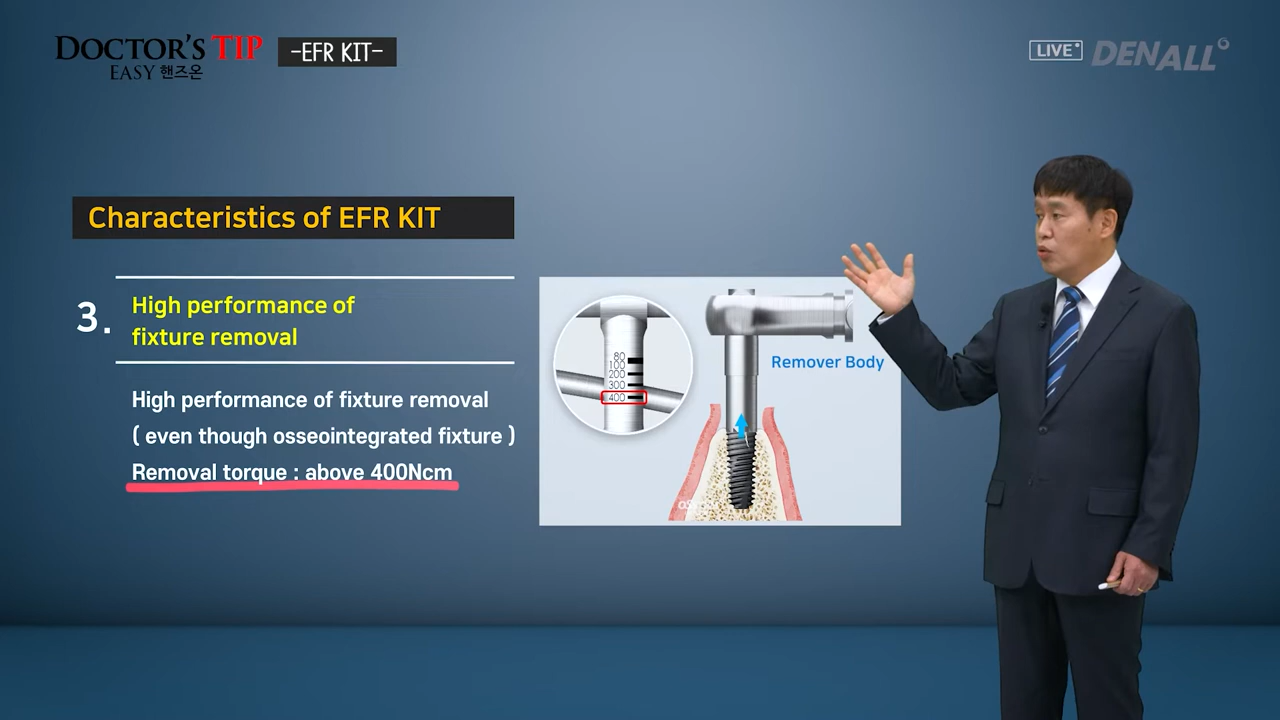 DOCTOR'S TIP
EASY 핸즈온
-EFR KIT-
LIVE
DENALL
Characteristics of EFR KIT
3.
High performance of
fixture removal
High performance of fixture removal
( even though osseointegrated fixture )
Removal torque : above 400Ncm
80
100
200
300
400
Remover Body